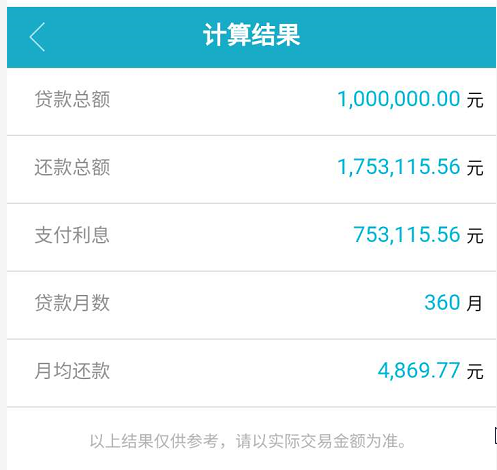 计算结果
贷款总额 1,000,000.00 元
还款总额 1,753,115.56 元
支付利息 753,115.56 元
贷款月数 360 月
月均还款 4,869.77 元
以上结果仅供参考，请以实际交易金额为准。